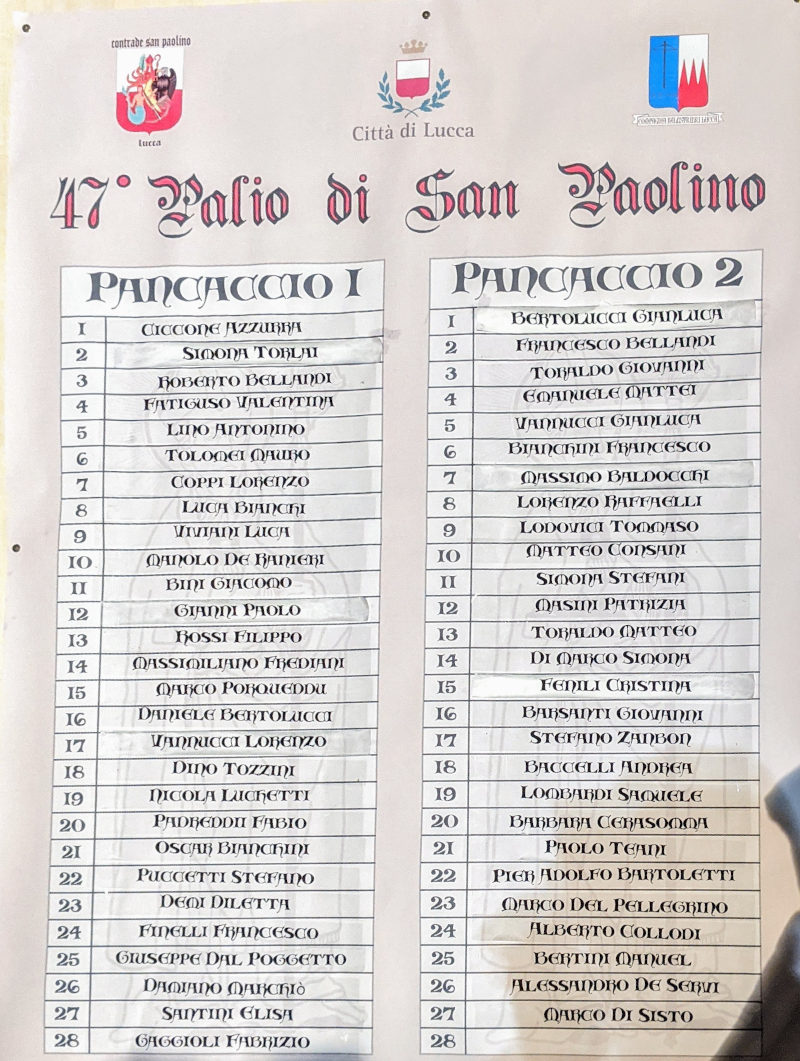 contrade san paolino
Lucca
Città di Lucca
47° Palio di San Paolino
PANCACCIO 1
1 CICCONE AZZURRA
2 SIMONA TORLAI
3 ROBERTO BELLANDI
4 FATIGUSO VALENTINA
5 LINO ANTONINO
6 TOLOMEI MAURO
7 COPPI LORENZO
8 LUCA BIANCHI
9 VIVIANI LUCA
10 MANOLO DE RANIERI
11 BINI GIACOMO
12 GIANNI PAOLO
13 ROSSI FILIPPO
14 MASSIMILIANO FREDIANI
15 MARCO PORQUEDDU
16 DANIELE BERTOLUCCI
17 VANNUCCI LORENZO
18 DINO TOZZINI
19 NICOLA LUCHETTI
20 PADREDDII FABIO
21 OSCAR BIANCHINI
22 PUCCETTI STEFANO
23 DEMI DILETTA
24 FINELLI FRANCESCO
25 GIUSEPPE DAL POGGETTO
26 DAMIANO MARCHIÒ
27 SANTINI ELISA
28 GAGGIOLI FABRIZIO
PANCACCIO 2
1 BERTOLUCCI GIANLUCA
2 FRANCESCO BELLANDI
3 TORALDO GIOVANNI
4 EMANUELE MATTEI
5 VANNUCCI GIANLUCA
6 BIANCHINI FRANCESCO
7 MASSIMO BALDOCCHI
8 LORENZO RAFFAELLI
9 LODOVICI TOMMASO
10 MATTEO CONSANI
11 SIMONA STEFANI
12 MASINI PATRIZIA
13 TORALDO MATTEO
14 DI MARCO SIMONA
15 FENILI CRISTINA
16 BARSANTI GIOVANNI
17 STEFANO ZANBON
18 BACCELLI ANDREA
19 LOMBARDI SAMUELE
20 BARBARA CERASOMMA
21 PAOLO TEANI
22 PIER ADOLFO BARTOLETTI
23 MARCO DEL PELLEGRINO
24 ALBERTO COLLODI
25 BERTINI MANUEL
26 ALESSANDRO DE SERVI
27 MARCO DI SISTO
28